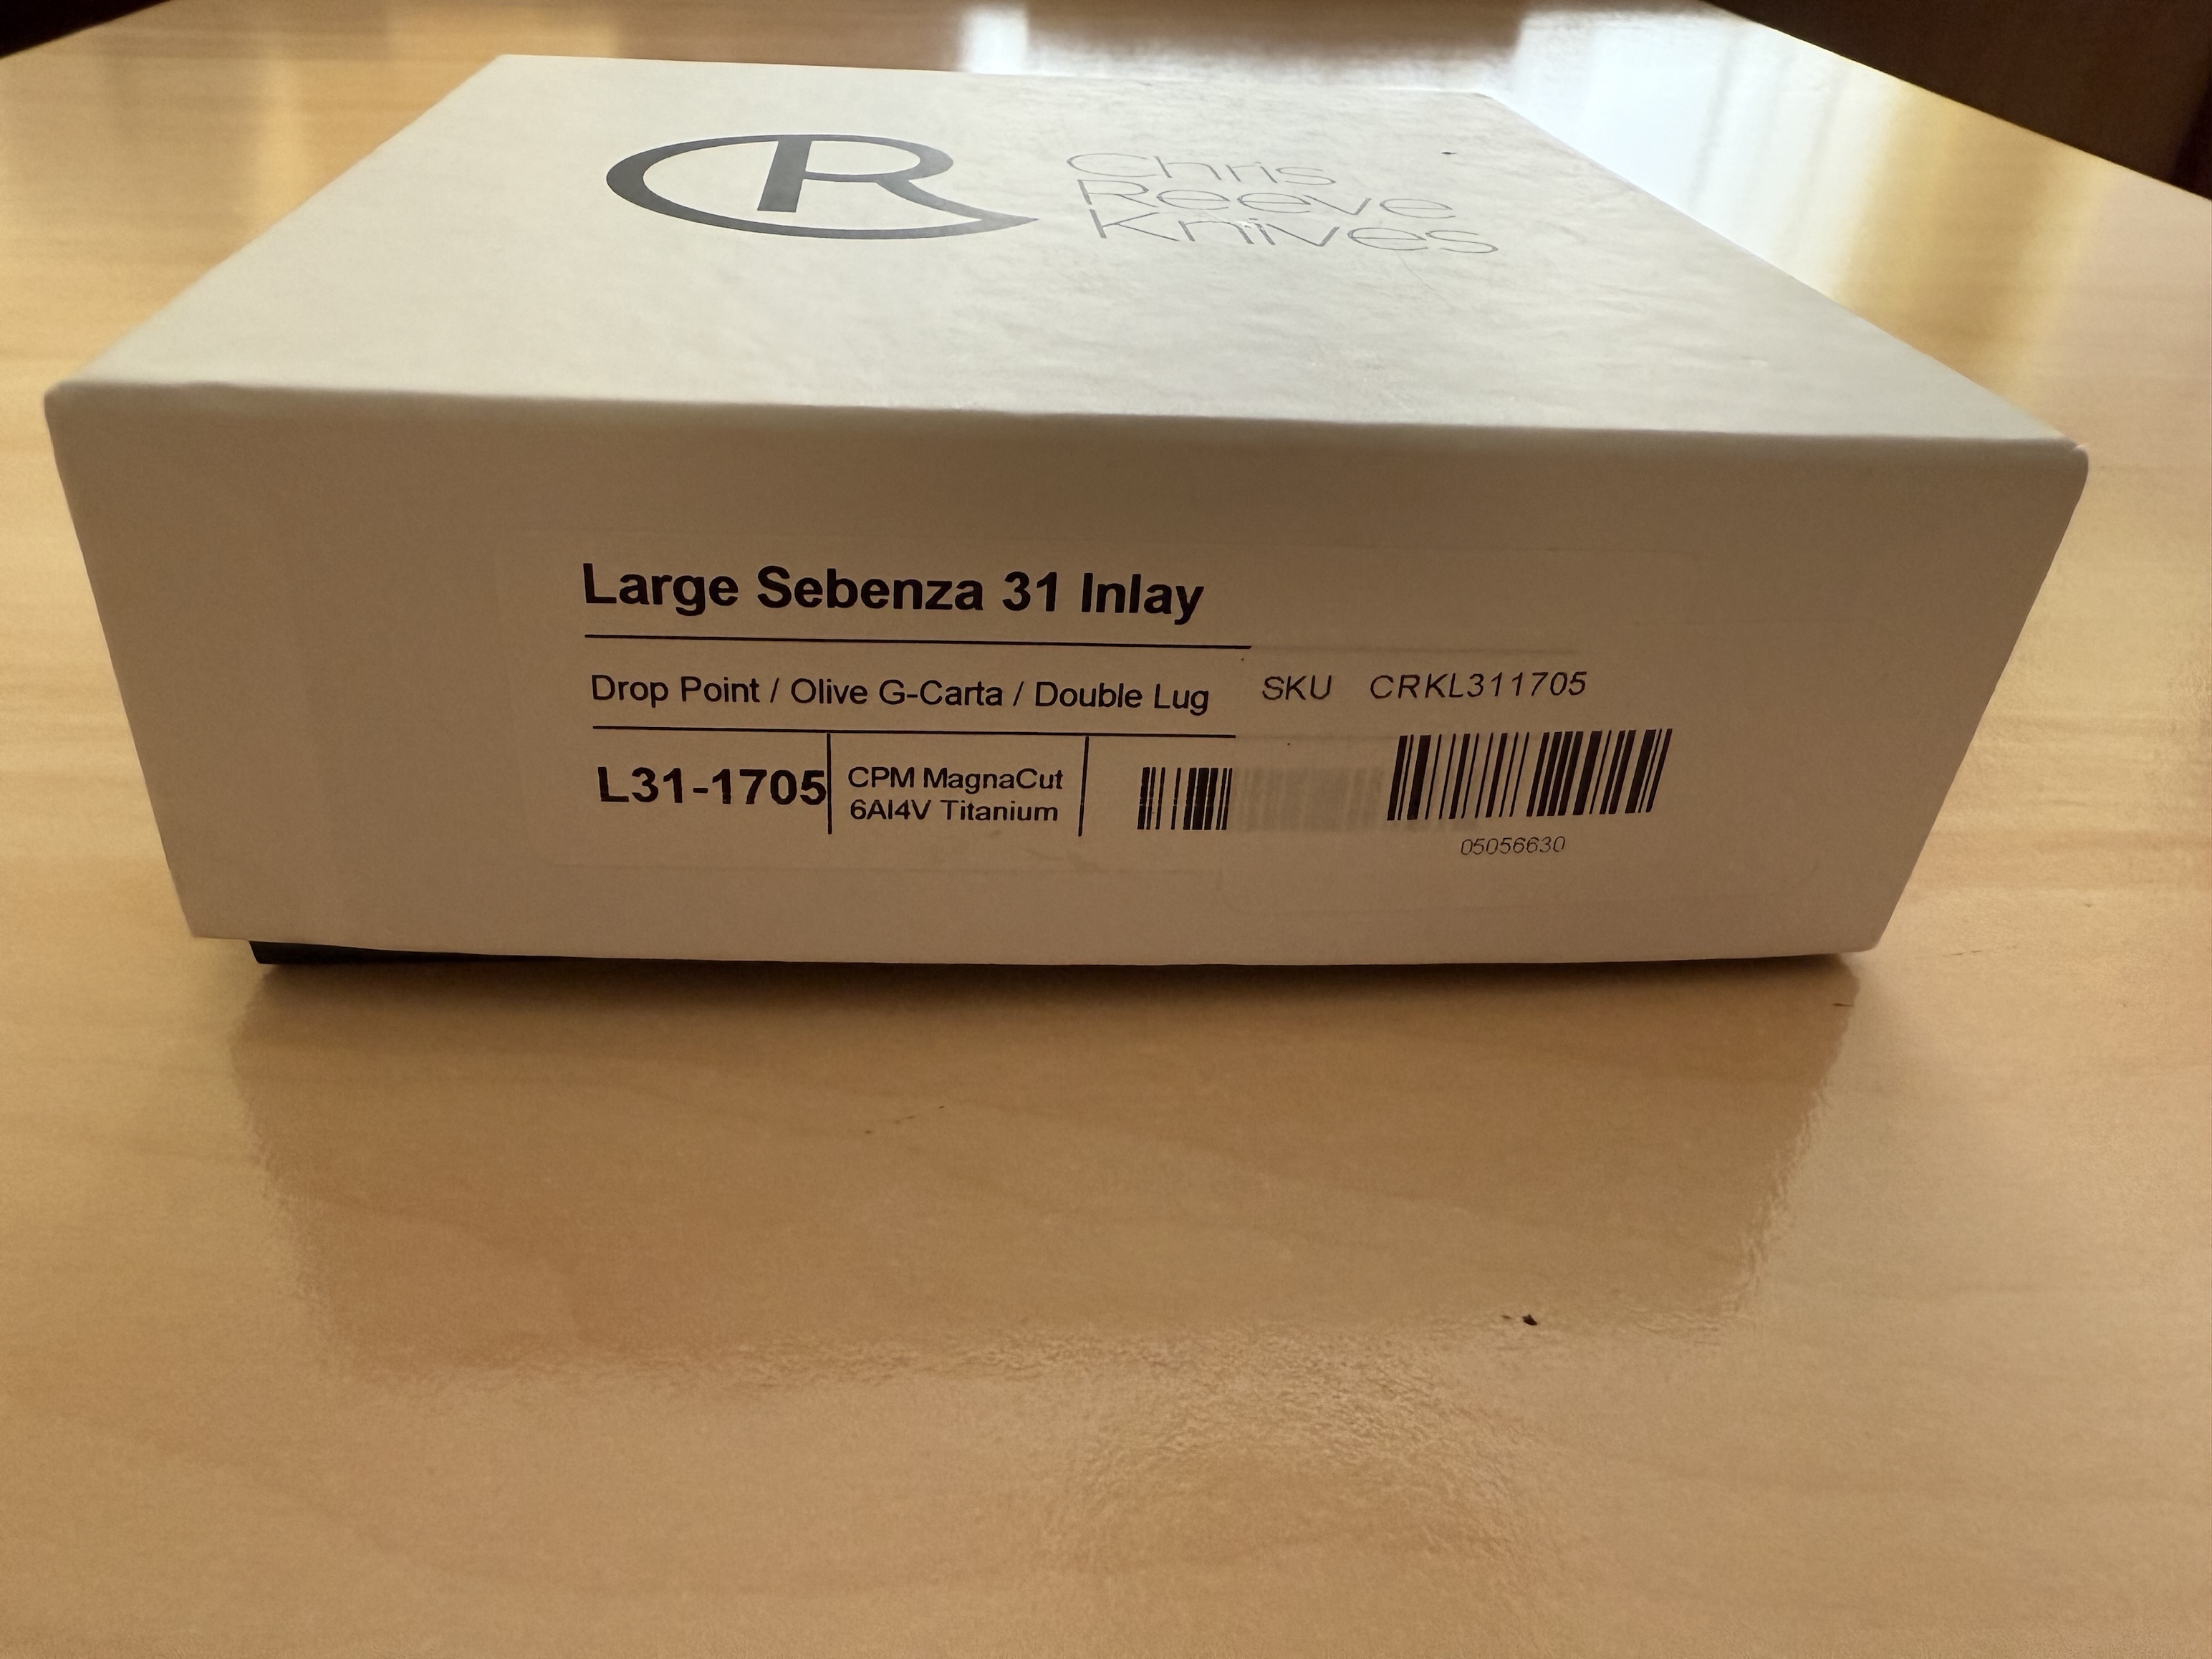 CR
Chris
Reeve
Knives
Large Sebenza 31 Inlay
Drop Point / Olive G-Carta / Double Lug
SKU CRKL311705
L31-1705
CPM MagnaCut
6Al4V Titanium
05056630